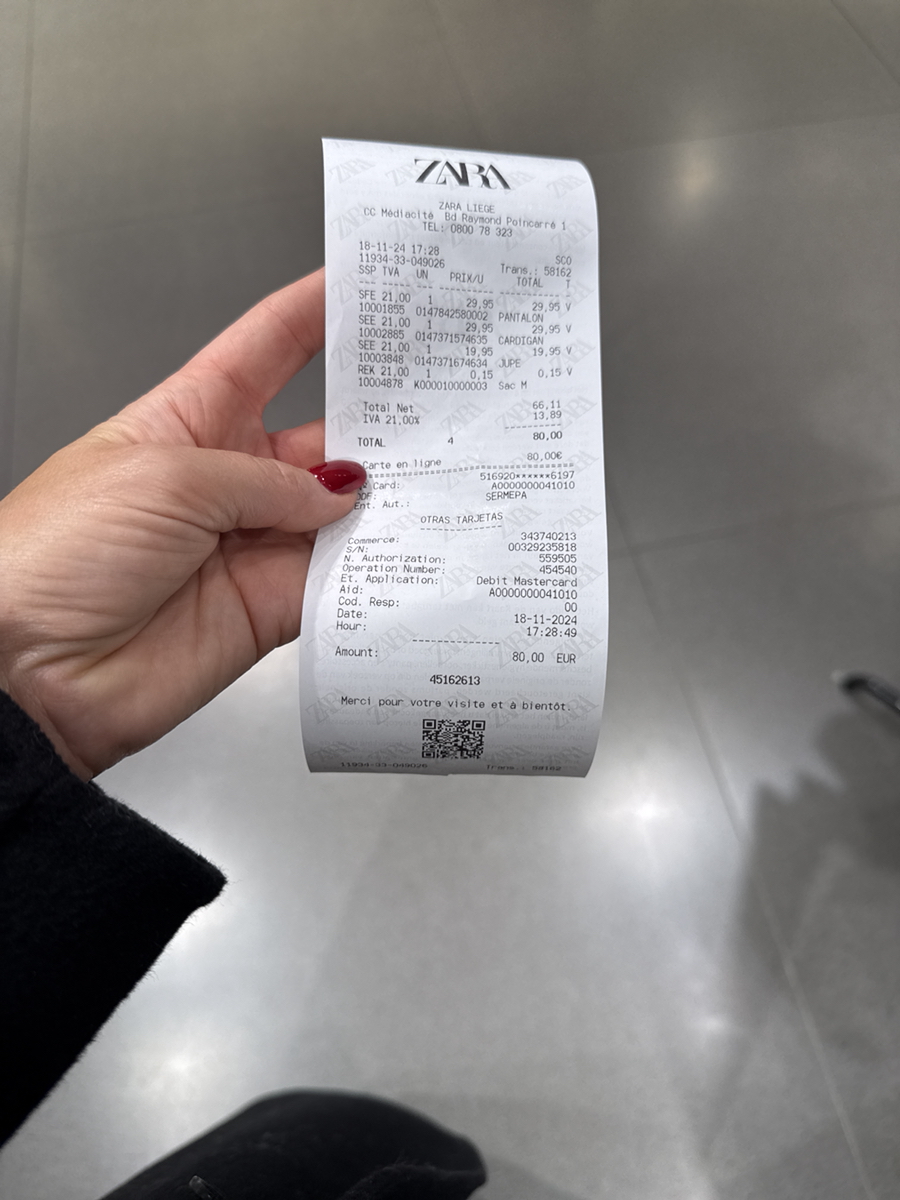 ZARA
ZARA LIEGE
CC Médiacité Bd Raymond Poincarré 1
TEL: 0800 78 323
18-11-24 17:28 SCO
11934-33-049026 Trans.: 58162
SSP TVA UN PRIX/U TOTAL T
SFE 21,00 1 29,95 29,95 V
10001855 0147842580002 PANTALON
SEE 21,00 1 29,95 29,95 V
10002885 0147371574635 CARDIGAN
SEE 21,00 1 19,95 19,95 V
10003848 0147371674634 JUPE
REK 21,00 1 0,15 0,15 V
10004878 K000010000003 Sac M
Total Net 66,11
IVA 21,00% 13,89
TOTAL 4 80,00
Carte en ligne 80,00€
Card: 516920******6197
A0000000041010
Ent. Aut.: SERMEPA
OTRAS TARJETAS
Commerce: 343740213
S/N: 00329235818
N. Authorization: 559505
Operation Number: 454540
Et. Application: Debit Mastercard
Aid: A0000000041010
Cod. Resp: 00
Date: 18-11-2024
Hour: 17:28:49
Amount: 80,00 EUR
45162613
Merci pour votre visite et à bientôt.
11934-33-049026 Trans.: 58162